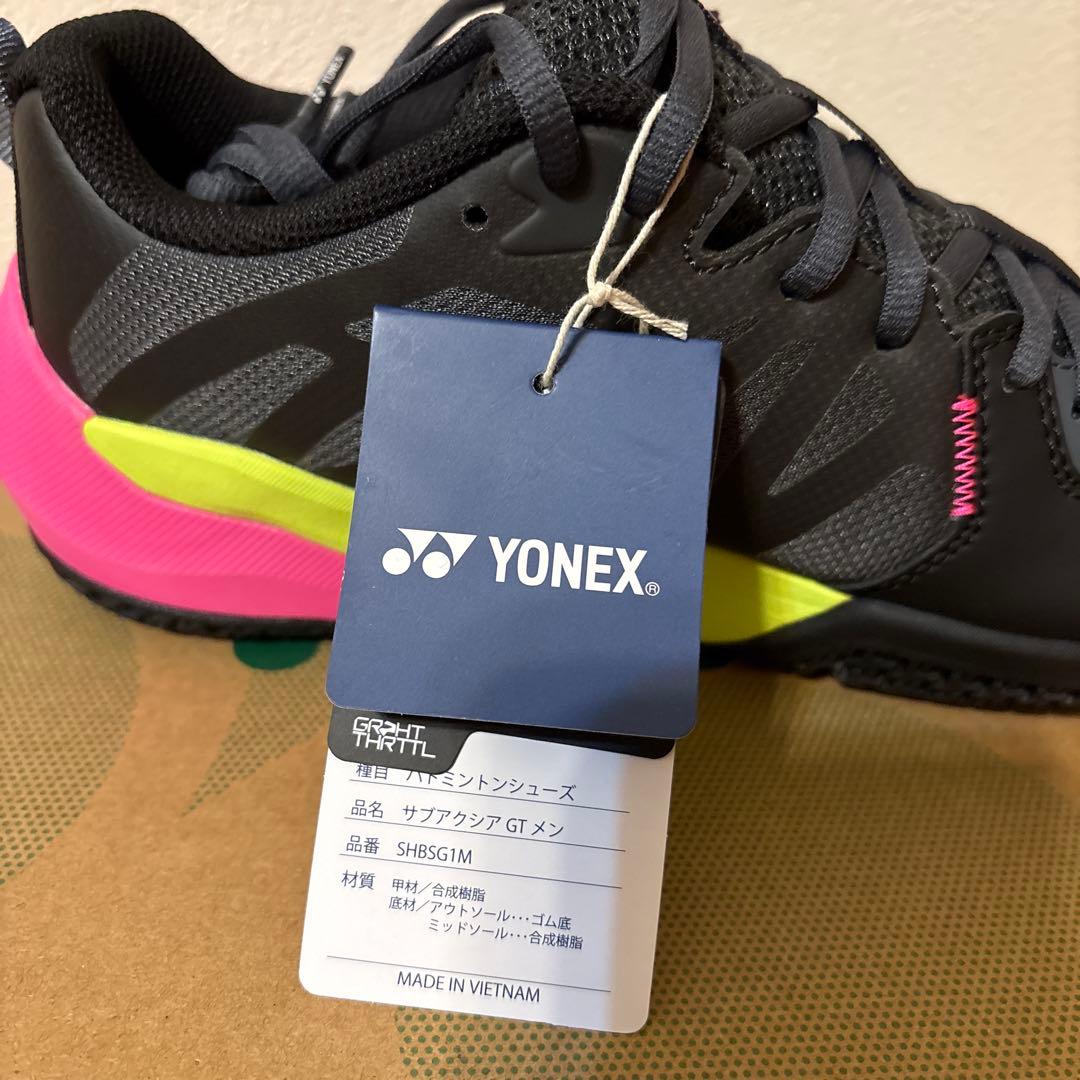 YONEX
YONEX®
GR2HT
THRTTL
種目 バドミントンシューズ
品名 サブアクシア GT メン
品番 SHBSG1M
材質 甲材／合成樹脂
底材／アウトソール･･･ゴム底
ミッドソール･･･合成樹脂
MADE IN VIETNAM